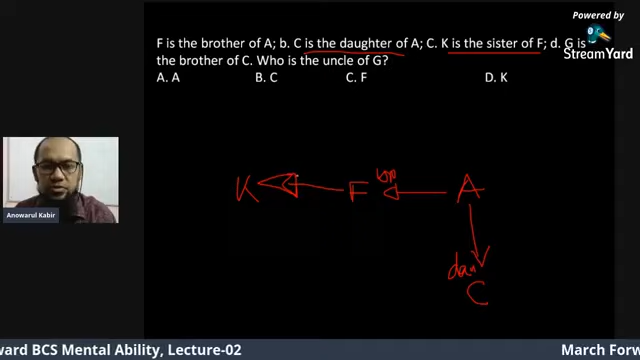 Powered by
StreamYard
F is the brother of A; b. C is the daughter of A; C. K is the sister of F; d. G is
the brother of C. Who is the uncle of G?
A. A B. C C. F D. K
K F A
C
Anowarul Kabir
ward BCS Mental Ability, Lecture-02 March Forw